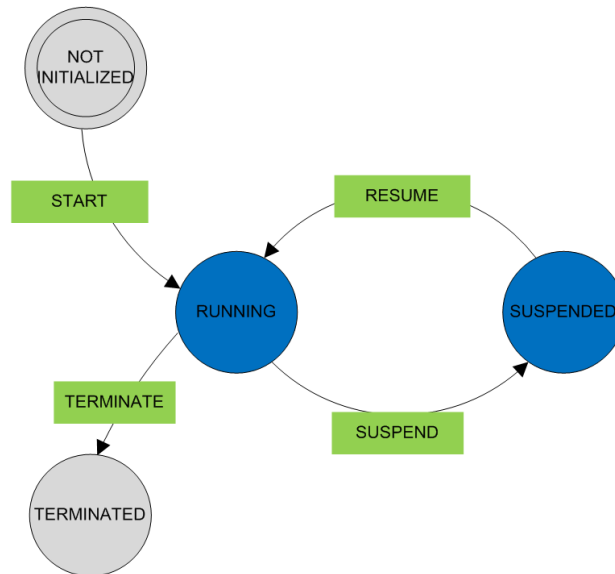 NOT
INITIALIZED
START
RESUME
RUNNING
SUSPENDED
TERMINATE
SUSPEND
TERMINATED